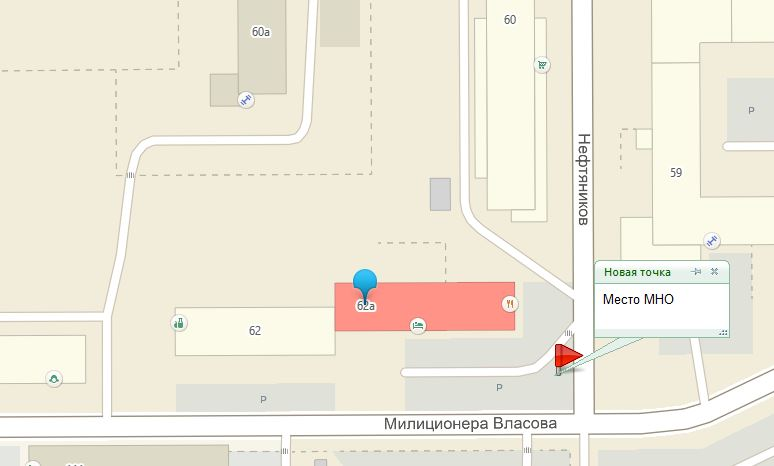 60а
60
Р
Нефтяников
59
Новая точка
Место МНО
62а
62
Р
Р
Милиционера Власова